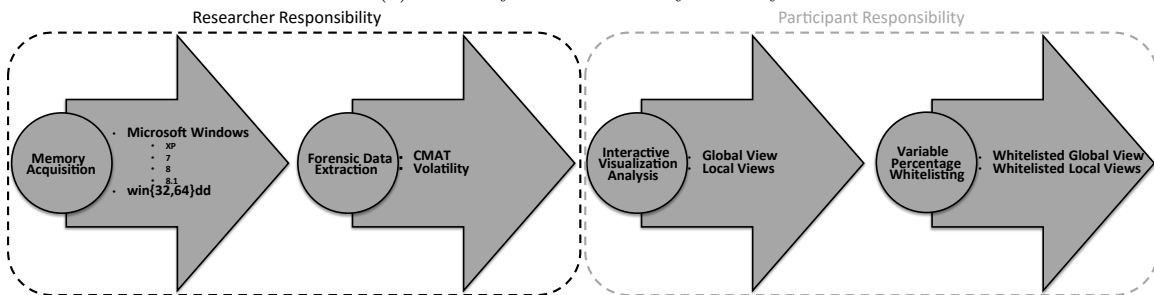 Researcher Responsibility
Participant Responsibility
Memory
Acquisition
• Microsoft Windows
• XP
• 7
• 8
• 8.1
• win{32,64}dd
Forensic Data
Extraction
• CMAT
• Volatility
Interactive
Visualization
Analysis
• Global View
• Local Views
Variable
Percentage
Whitelisting
• Whitelisted Global View
• Whitelisted Local Views